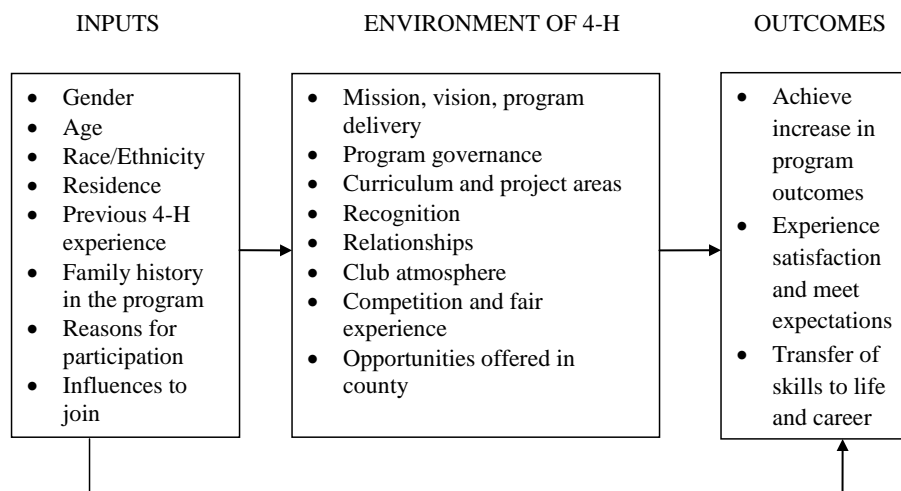 INPUTS
ENVIRONMENT OF 4-H
OUTCOMES
• Gender
• Age
• Race/Ethnicity
• Residence
• Previous 4-H
experience
• Family history
in the program
• Reasons for
participation
• Influences to
join
• Mission, vision, program
delivery
• Program governance
• Curriculum and project areas
• Recognition
• Relationships
• Club atmosphere
• Competition and fair
experience
• Opportunities offered in
county
• Achieve
increase in
program
outcomes
• Experience
satisfaction
and meet
expectations
• Transfer of
skills to life
and career